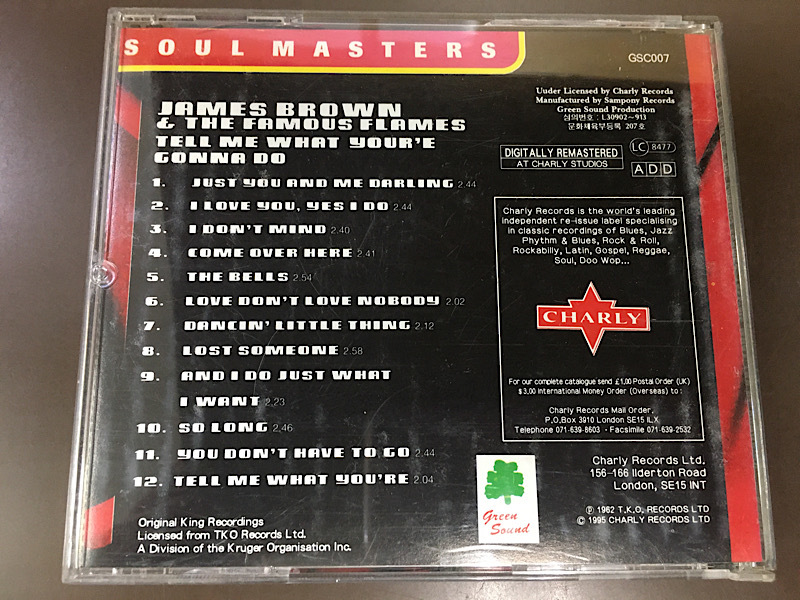 SOUL MASTERS
GSC007
Uuder Licensed by Charly Records
Manufactured by Sampony Records
Green Sound Production
심의번호 : L30902~913
문화체육부등록 207호
JAMES BROWN
& THE FAMOUS FLAMES
TELL ME WHAT YOUR'E
GONNA DO
DIGITALLY REMASTERED
AT CHARLY STUDIOS
LC 8477
ADD
1. JUST YOU AND ME DARLING 2.44
2. I LOVE YOU, YES I DO 2.44
3. I DON'T MIND 2.40
4. COME OVER HERE 2.41
5. THE BELLS 2.54
6. LOVE DON'T LOVE NOBODY 2.02
7. DANCIN' LITTLE THING 2.12
8. LOST SOMEONE 2.58
9. AND I DO JUST WHAT
I WANT 2.23
10. SO LONG 2.46
11. YOU DON'T HAVE TO GO 2.44
12. TELL ME WHAT YOU'RE 2.04
Charly Records is the world's leading
independent re-issue label specialising
in classic recordings of Blues, Jazz
Phythm & Blues, Rock & Roll,
Rockabilly, Latin, Gospel, Reggae,
Soul, Doo Wop...
CHARLY
For our complete catalogue send £1,00 Postal Order (UK)
$3,00 International Money Order (Overseas) to :
Charly Records Mail Order.
P,O,Box 3910 London SE15 ILX
Telephone 071-639-8603 · Facsimile 071-639-2532
Charly Records Ltd.
156-166 Ilderton Road
London, SE15 INT
℗ 1962 T.K.O. RECORDS LTD
© 1995 CHARLY RECORDS LTD
Green
Sound
Original King Recordings
Licensed from TKO Records Ltd.
A Division of the Kruger Organisation Inc.